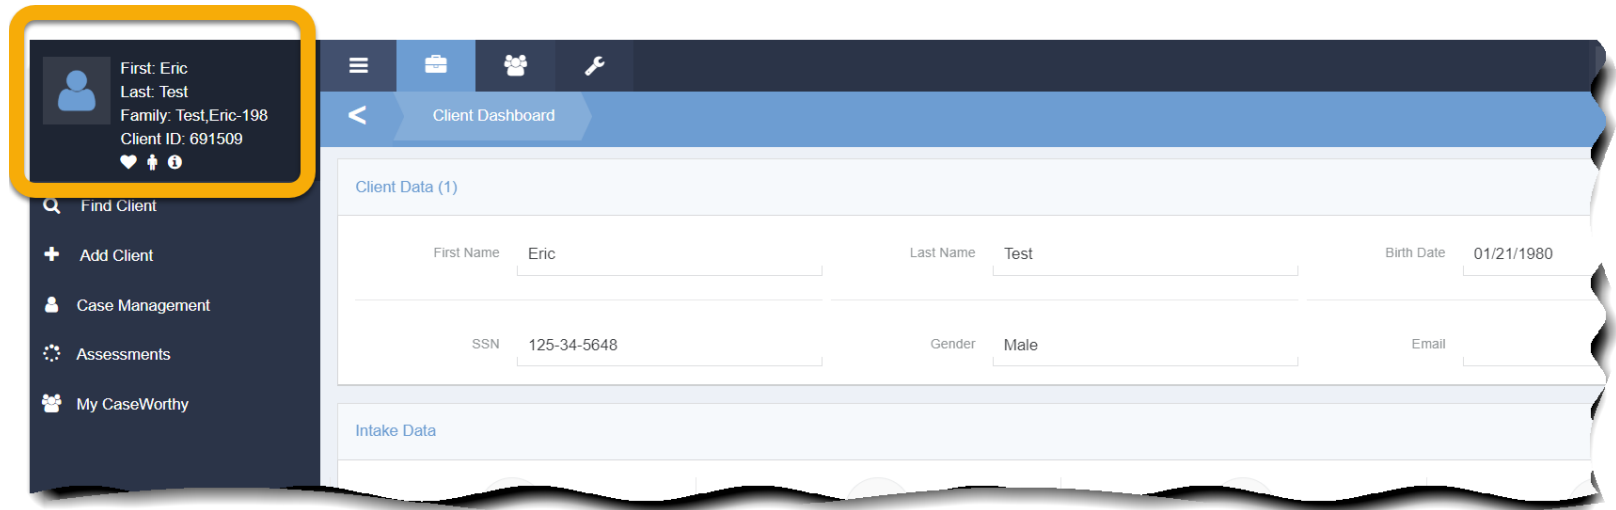 First: Eric
Last: Test
Family: Test,Eric-198
Client ID: 691509
Find Client
Add Client
Case Management
Assessments
My CaseWorthy
Client Dashboard
Client Data (1)
First Name Eric Last Name Test Birth Date 01/21/1980
SSN 125-34-5648 Gender Male Email
Intake Data